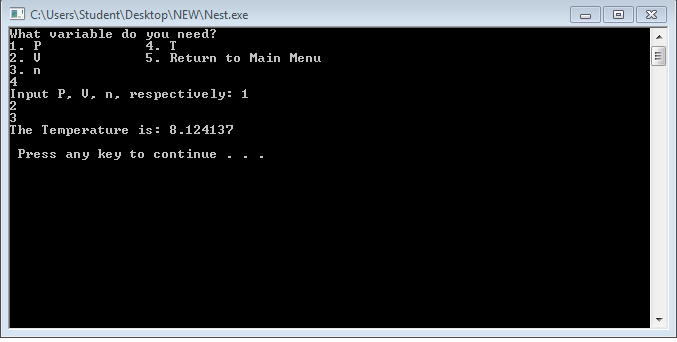 C:\Users\Student\Desktop\NEW\Nest.exe
What variable do you need?
1. P             4. T
2. V             5. Return to Main Menu
3. n
4
Input P, V, n, respectively: 1
2
3
The Temperature is: 8.124137
Press any key to continue . . .